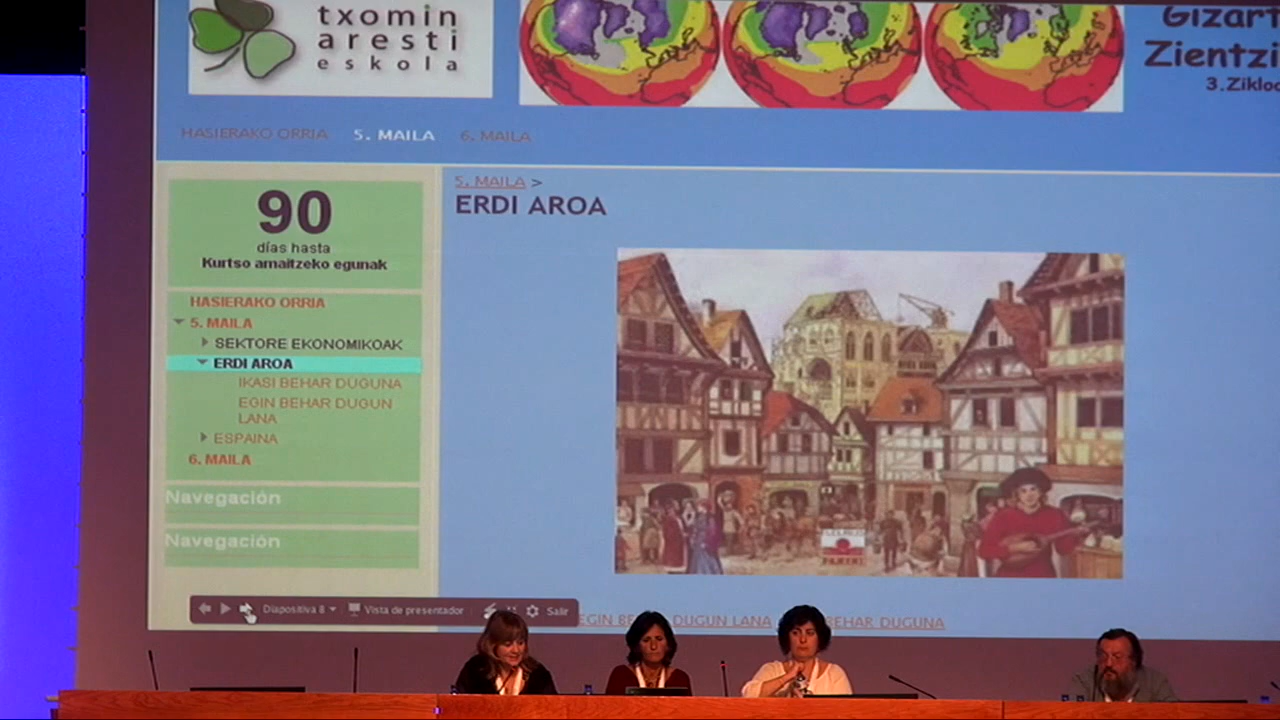 txomin
aresti
eskola
Gizart
Zientzi
3.Ziklo
HASIERAKO ORRIA 5. MAILA 6. MAILA
90
días hasta
Kurtso amaitzeko egunak
HASIERAKO ORRIA
5. MAILA
SEKTORE EKONOMIKOAK
ERDI AROA
IKASI BEHAR DUGUNA
EGIN BEHAR DUGUN
LANA
ESPAINA
6. MAILA
Navegación
Navegación
5. MAILA >
ERDI AROA
PANINI
Diapositiva 8 Vista de presentador Salir
EGIN BEHAR DUGUN LANA BEHAR DUGUNA